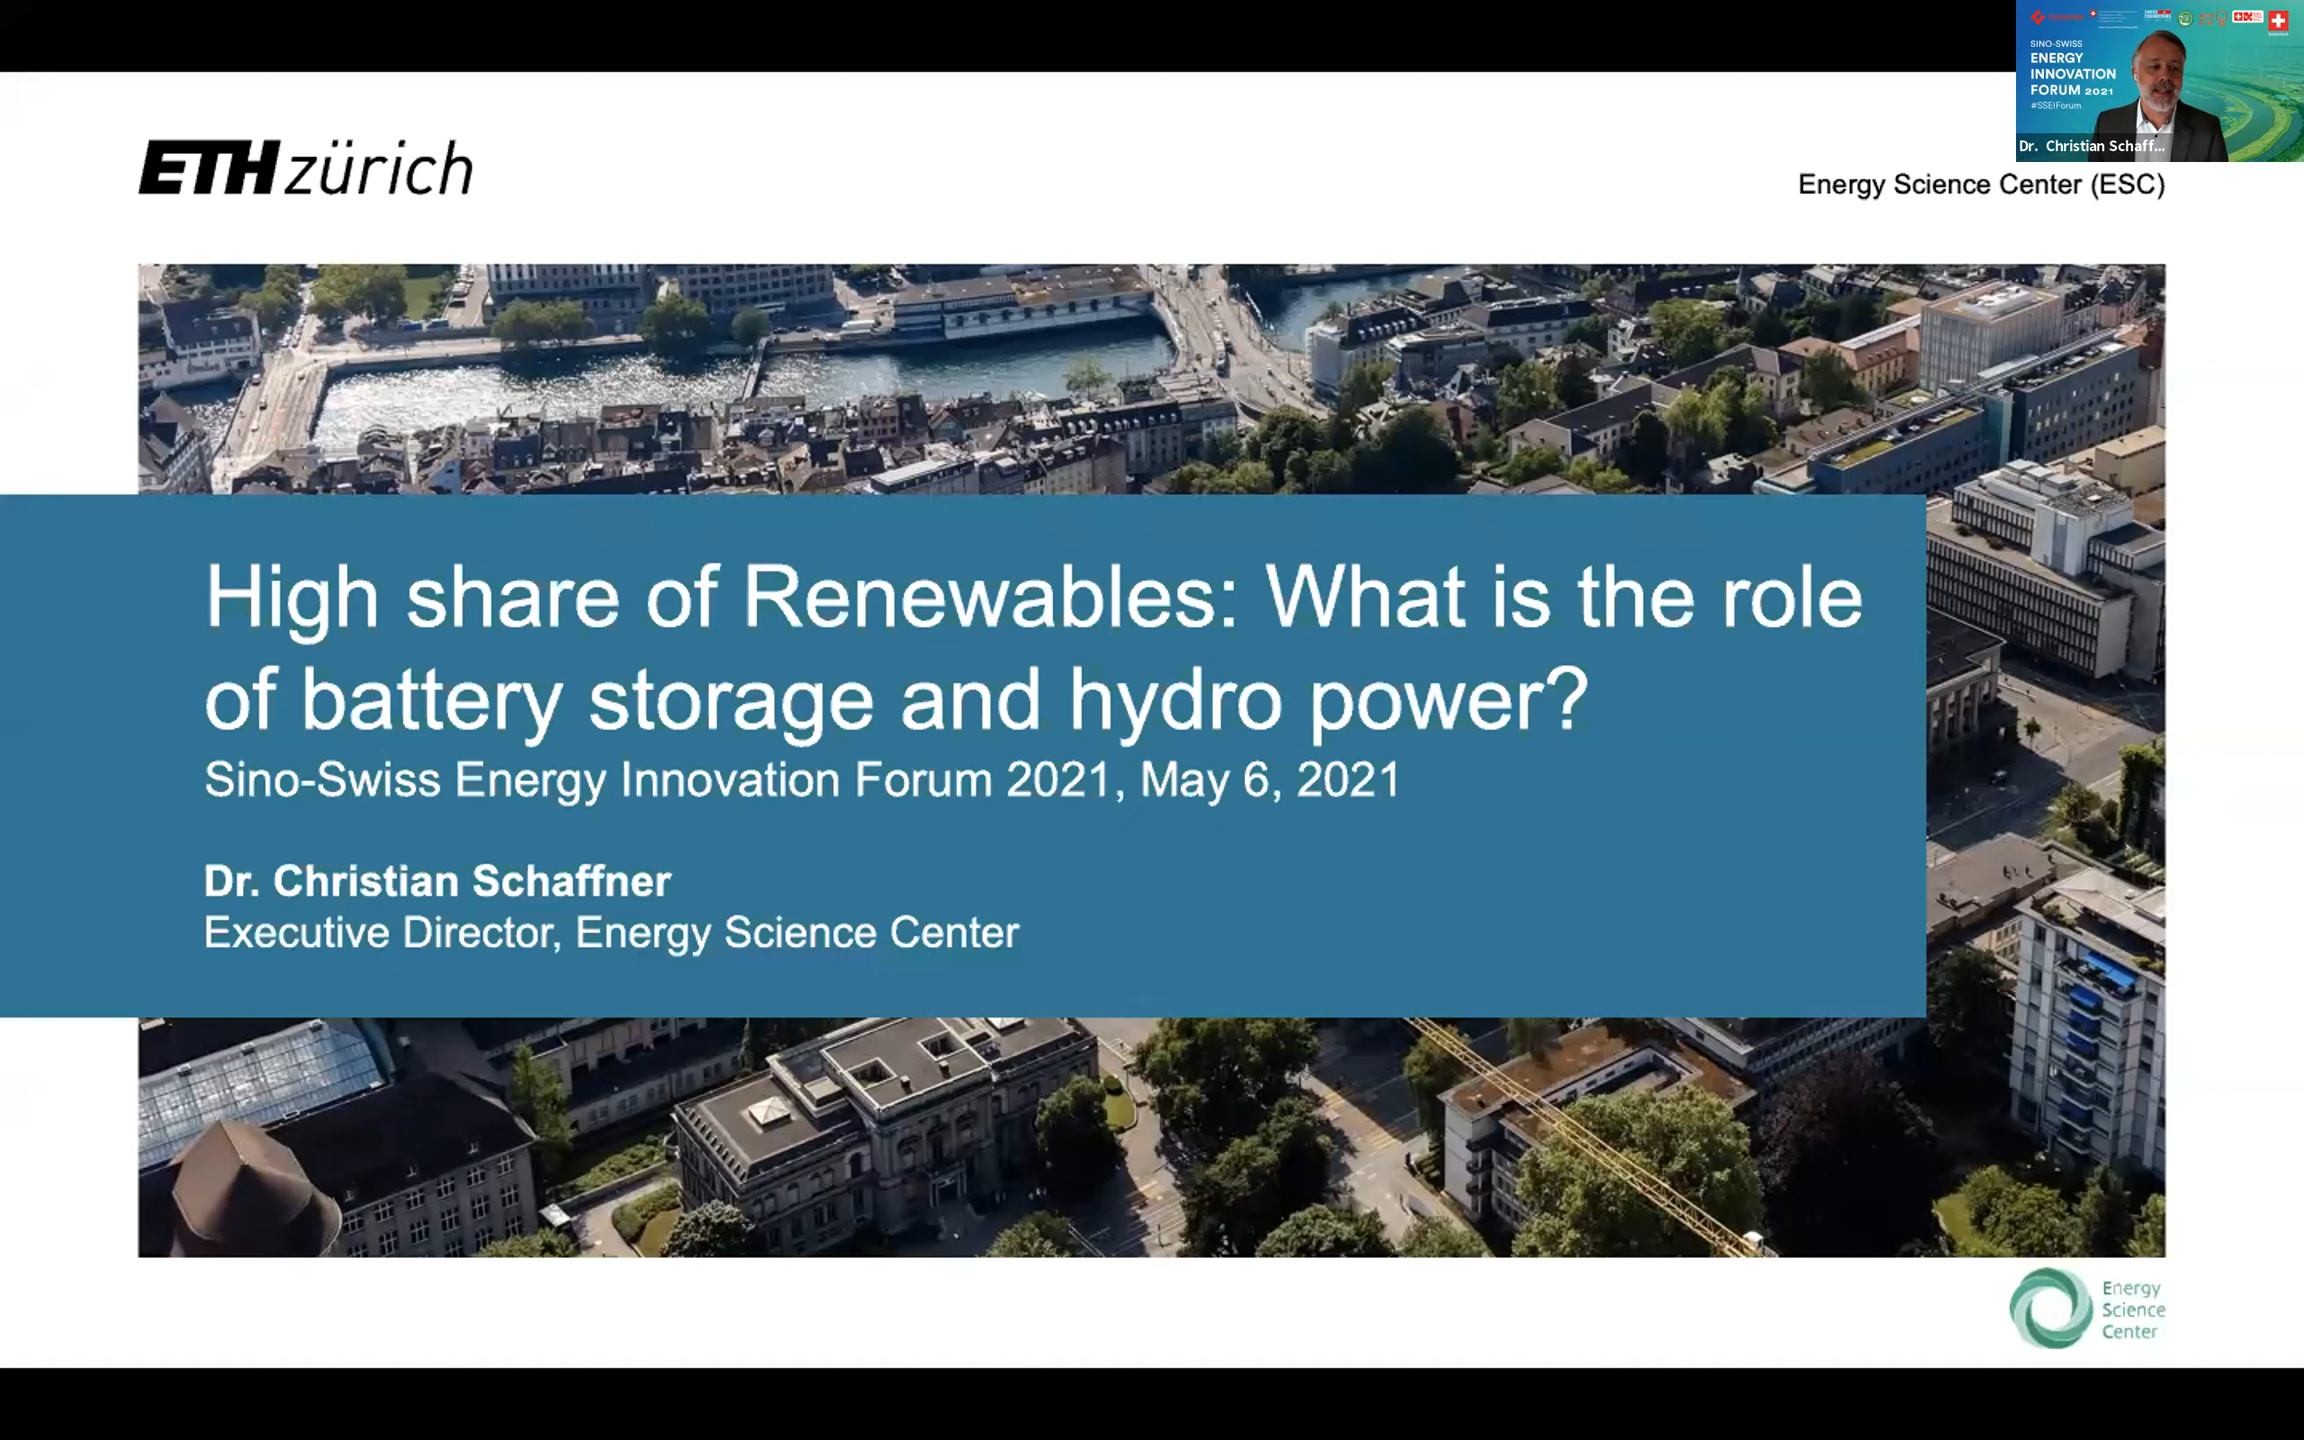 SINO-SWISS
ENERGY
INNOVATION
FORUM 2021
#SSEIForum
Dr. Christian Schaff...
ETH zürich
Energy Science Center (ESC)
High share of Renewables: What is the role
of battery storage and hydro power?
Sino-Swiss Energy Innovation Forum 2021, May 6, 2021
Dr. Christian Schaffner
Executive Director, Energy Science Center
Energy
Science
Center